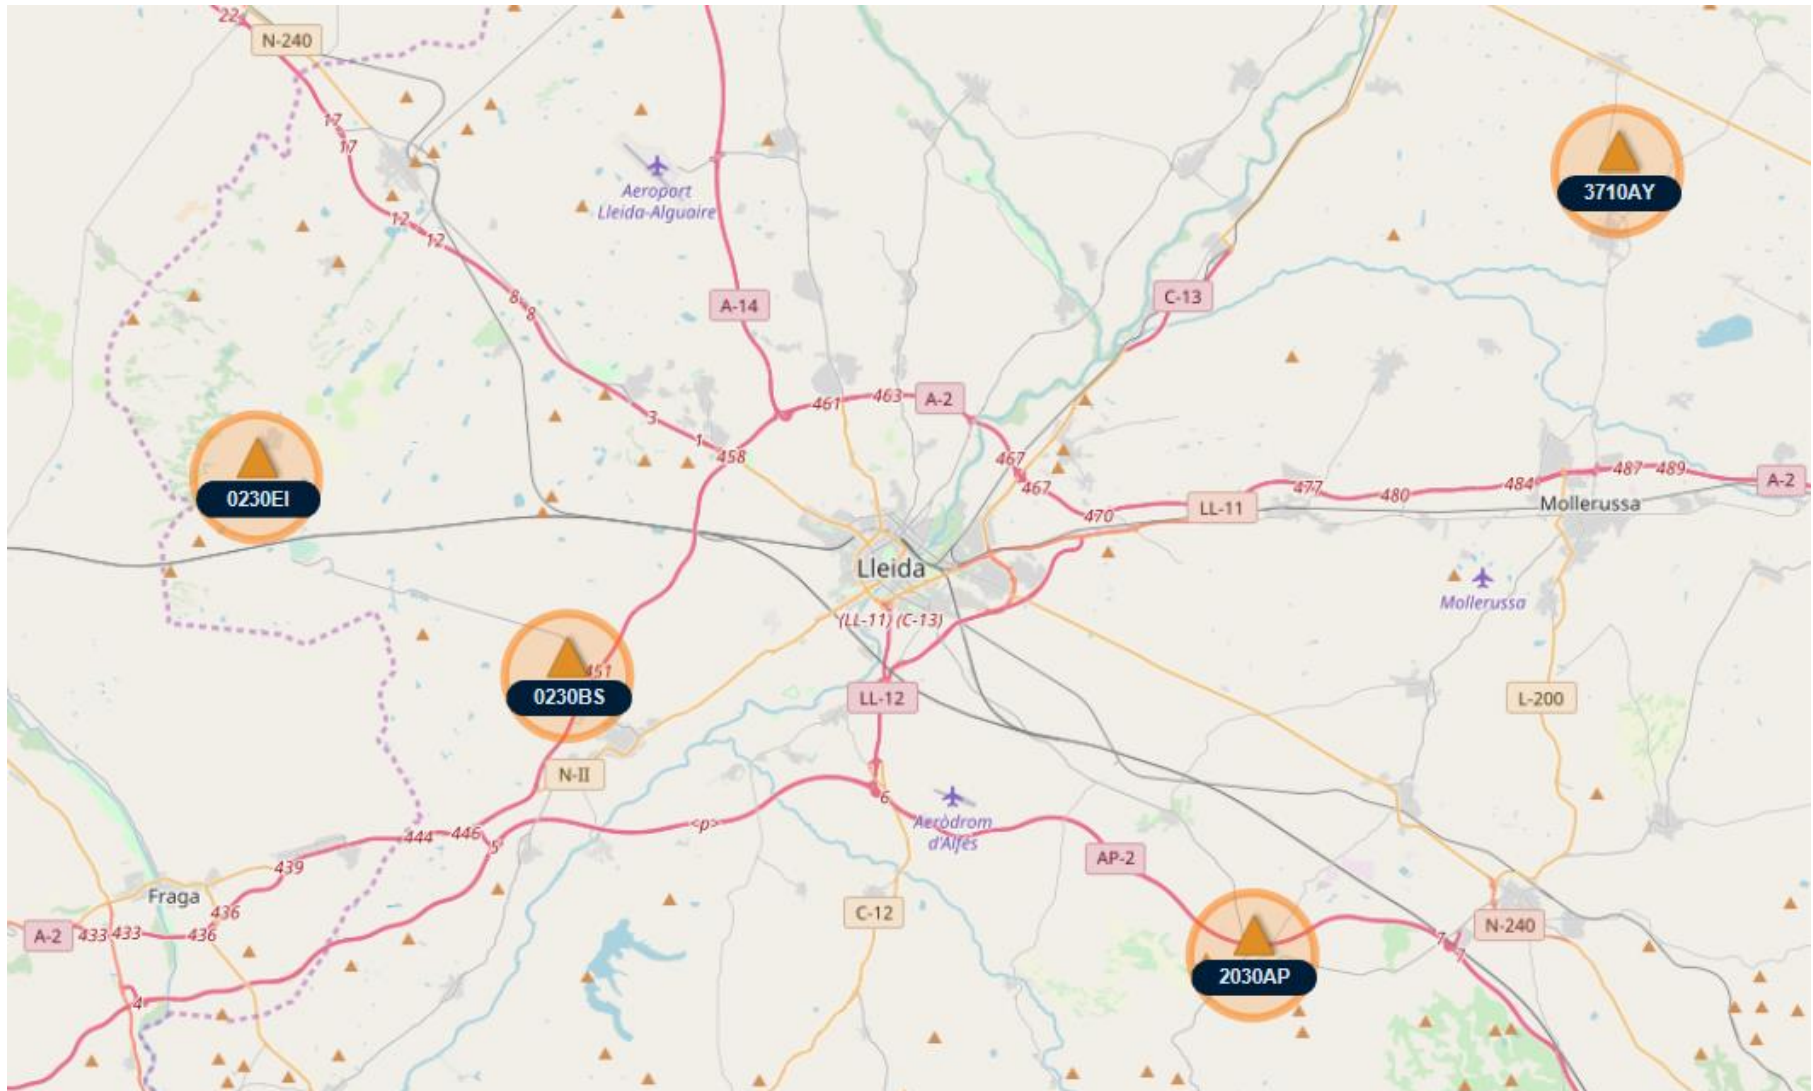 22
N-240
17
17
12
12
8
8
Aeroport
Lleida-Alguaire
A-14
C-13
3710AY
3
1
458
461
463
A-2
467
467
470
LL-11
477
480
484
487
489
A-2
Mollerussa
0230EI
Lleida
(LL-11) (C-13)
Mollerussa
451
0230BS
LL-12
L-200
N-II
6
Aeròdrom
d'Alfés
<p>
444
446
5
439
AP-2
Fraga
436
C-12
A-2
433
433
436
N-240
7
7
2030AP
4